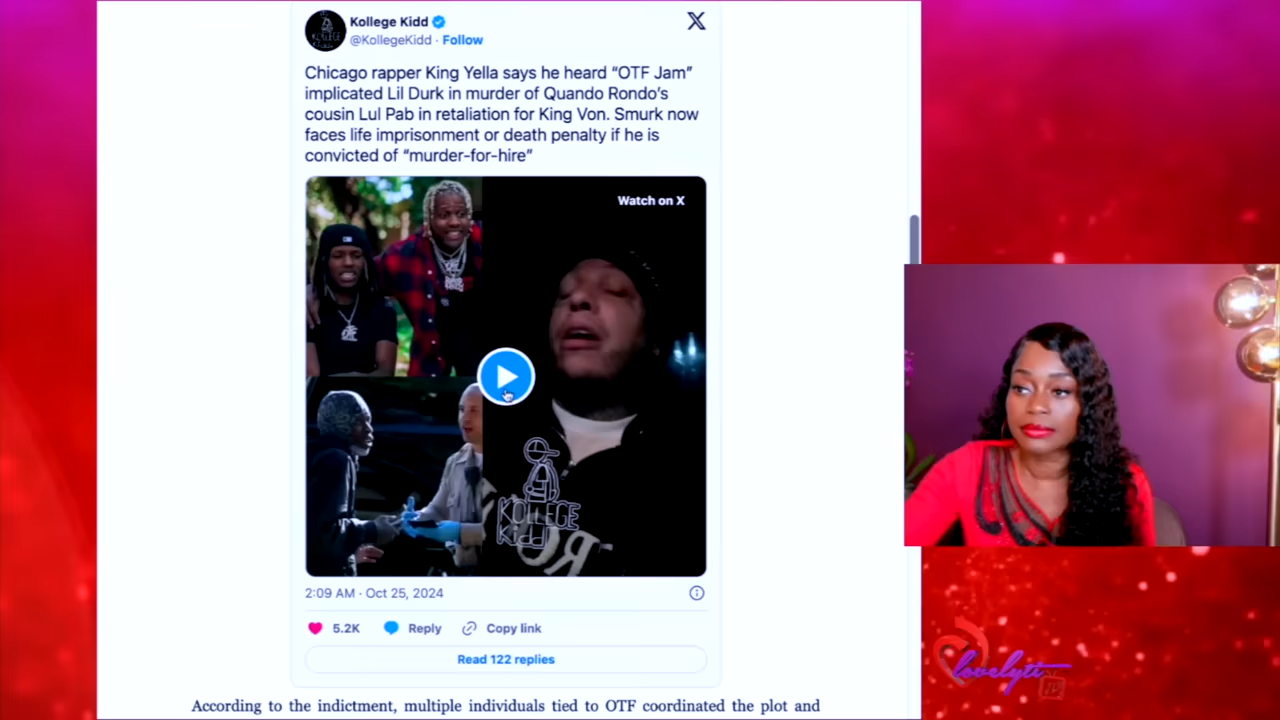 Kollege Kidd
@KollegeKidd · Follow
X
Chicago rapper King Yella says he heard “OTF Jam”
implicated Lil Durk in murder of Quando Rondo’s
cousin Lul Pab in retaliation for King Von. Smurk now
faces life imprisonment or death penalty if he is
convicted of “murder-for-hire”
Watch on X
KOLLEGE
Kidd
2:09 AM · Oct 25, 2024
5.2K Reply Copy link
Read 122 replies
According to the indictment, multiple individuals tied to OTF coordinated the plot and
lovelyti
TV